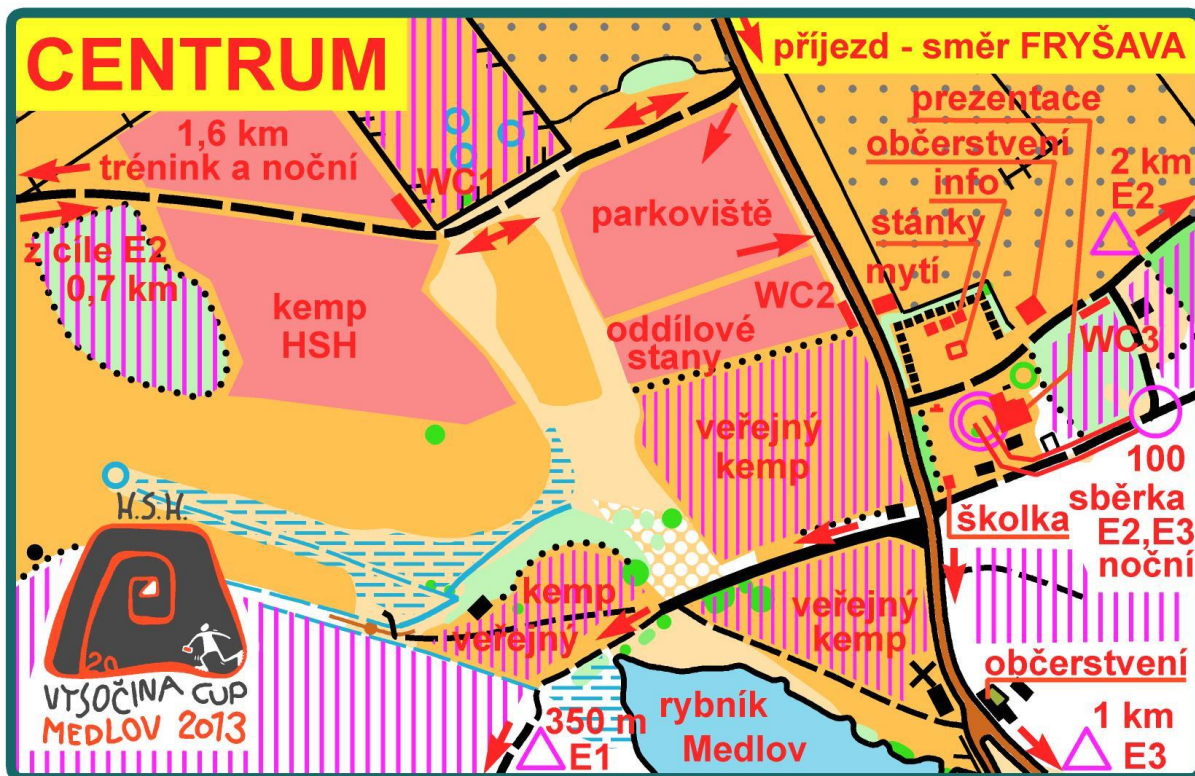 CENTRUM
příjezd - směr FRYŠAVA
prezentace
občerstvení
info
stánky
mytí
2 km
E2
1,6 km
trénink a noční
WC1
parkoviště
z cíle E2
0,7 km
kemp
HSH
WC2
WC3
oddílové
stany
veřejný
kemp
100
sběrka
E2,E3
noční
školka
H.S.H.
20
VYSOČINA CUP
MEDLOV 2013
kemp
veřejný
veřejný
kemp
občerstvení
350 m
E1
rybník
Medlov
1 km
E3